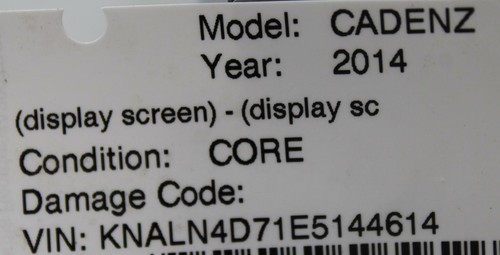 Model: CADENZ
Year: 2014
(display screen) - (display sc
Condition: CORE
Damage Code:
VIN: KNALN4D71E5144614